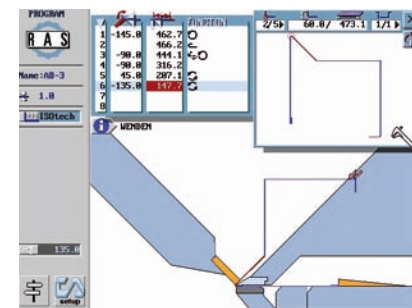 PROGRAM
RAS
Name:AB-3
1.0
ISOtech
135.0
setup
1 -145.0 462.7
2 466.2
3 -90.0 444.1
4 -90.0 316.2
5 45.0 207.1
6 -135.0 147.7
7
8
2/5 60.0/ 473.1 1/1
WENDEN